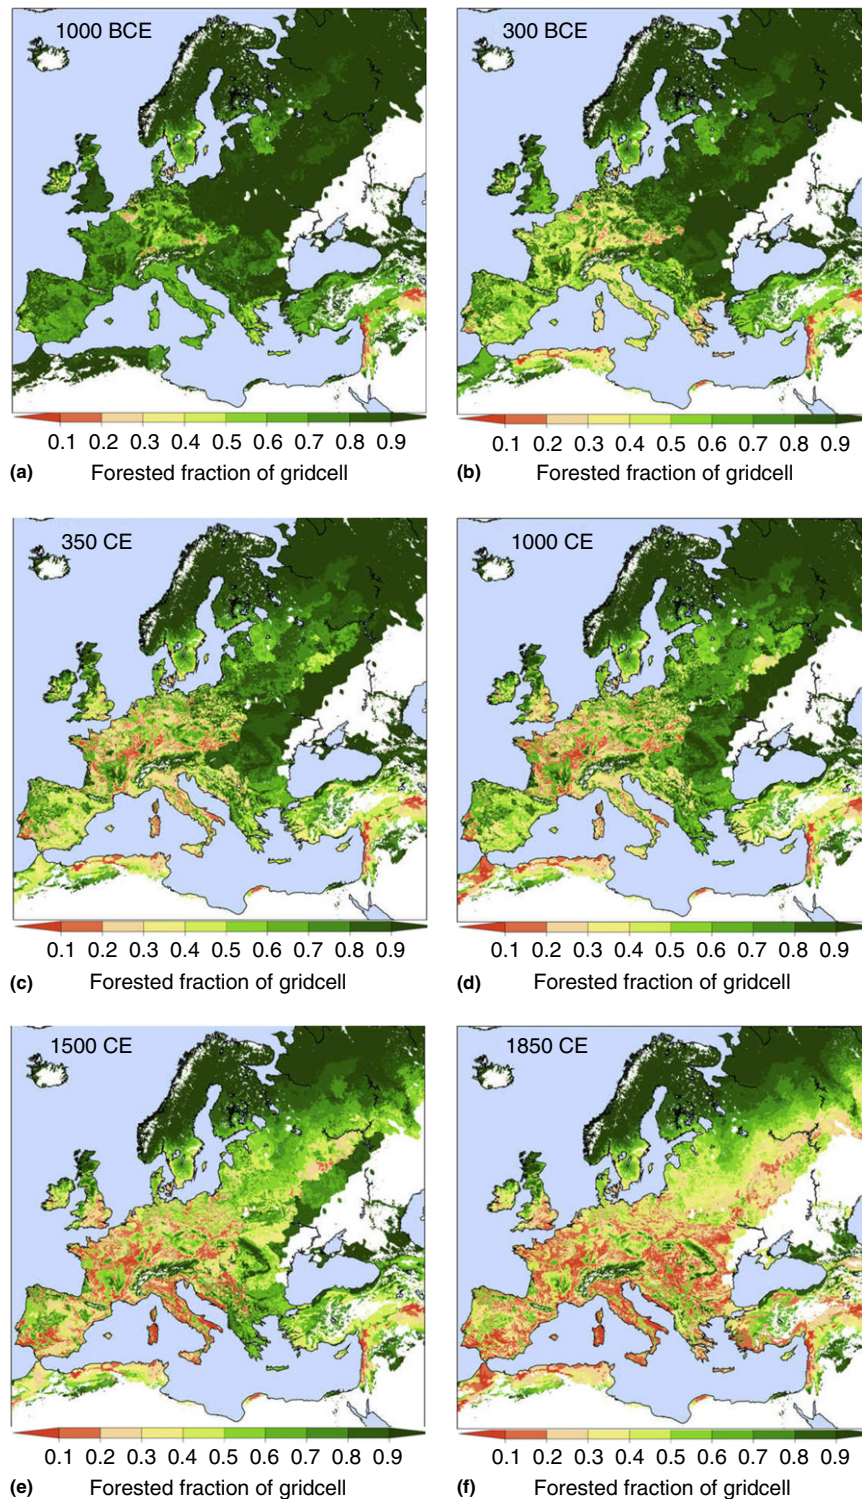 1000 BCE
300 BCE
0.1 0.2 0.3 0.4 0.5 0.6 0.7 0.8 0.9
0.1 0.2 0.3 0.4 0.5 0.6 0.7 0.8 0.9
(a) Forested fraction of gridcell
(b) Forested fraction of gridcell
350 CE
1000 CE
0.1 0.2 0.3 0.4 0.5 0.6 0.7 0.8 0.9
0.1 0.2 0.3 0.4 0.5 0.6 0.7 0.8 0.9
(c) Forested fraction of gridcell
(d) Forested fraction of gridcell
1500 CE
1850 CE
0.1 0.2 0.3 0.4 0.5 0.6 0.7 0.8 0.9
0.1 0.2 0.3 0.4 0.5 0.6 0.7 0.8 0.9
(e) Forested fraction of gridcell
(f) Forested fraction of gridcell